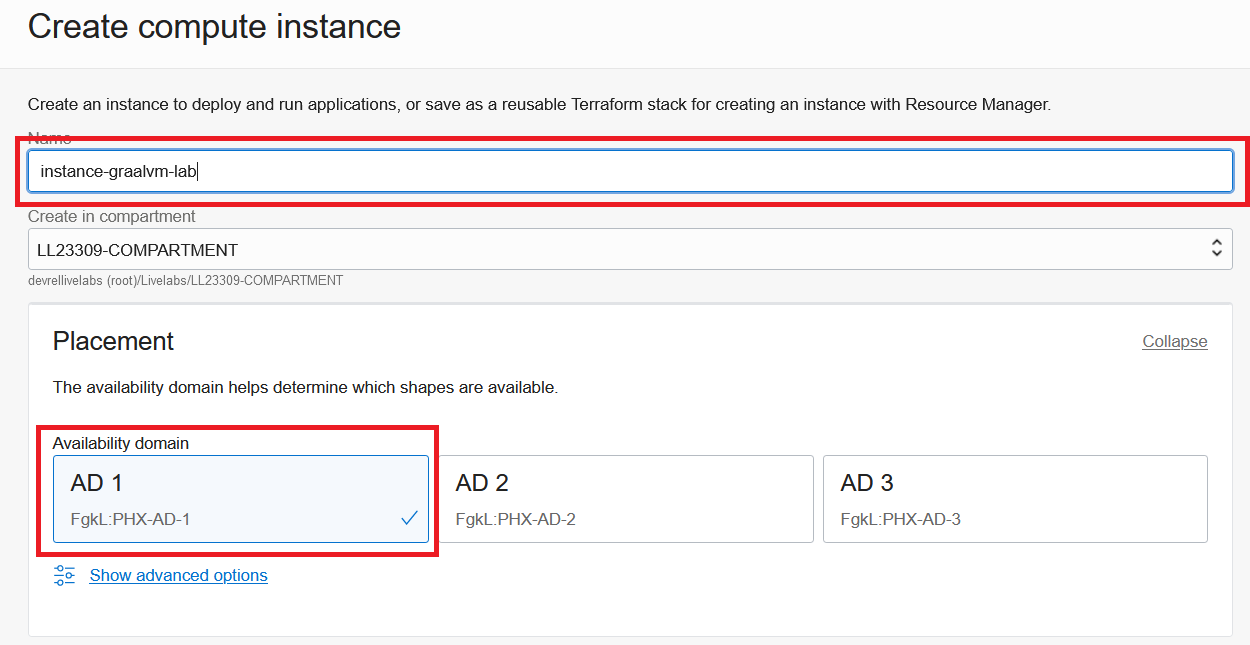 Create compute instance
Create an instance to deploy and run applications, or save as a reusable Terraform stack for creating an instance with Resource Manager.
Name
instance-graalvm-lab
Create in compartment
LL23309-COMPARTMENT
devrellivelabs (root)/Livelabs/LL23309-COMPARTMENT
Placement
Collapse
The availability domain helps determine which shapes are available.
Availability domain
AD 1
FgkL:PHX-AD-1
AD 2
FgkL:PHX-AD-2
AD 3
FgkL:PHX-AD-3
Show advanced options